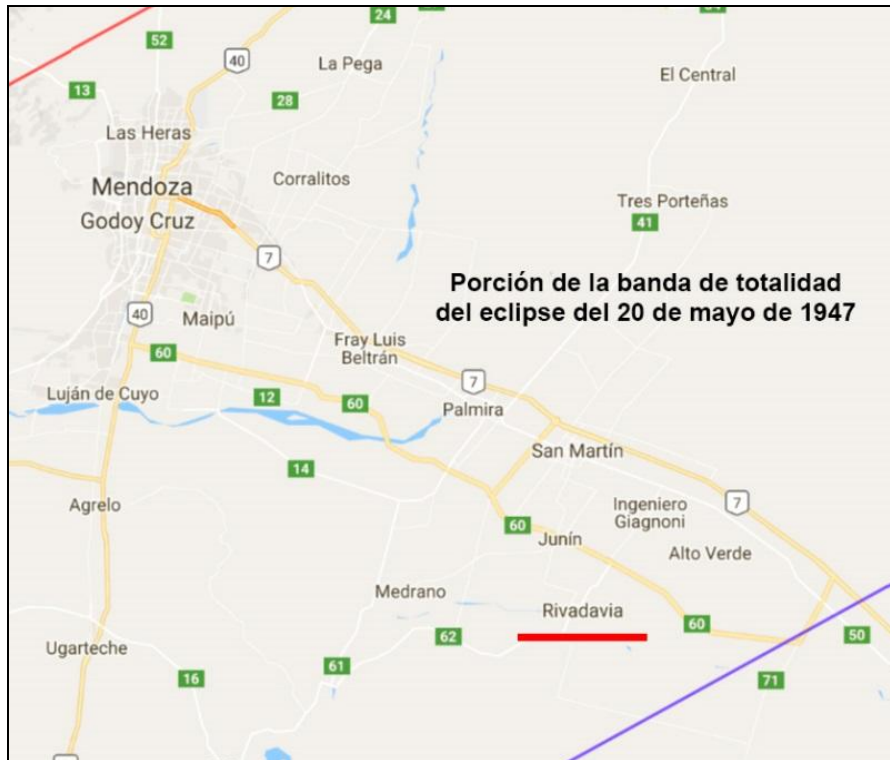 24
52
40
La Pega
El Central
13
28
Las Heras
Corralitos
Mendoza
Godoy Cruz
Tres Porteñas
41
7
Porción de la banda de totalidad
del eclipse del 20 de mayo de 1947
40
Maipú
60
Fray Luis
Beltrán
7
Luján de Cuyo
12
60
Palmira
San Martín
14
Agrelo
Ingeniero
Giagnoni
7
60
Junín
Alto Verde
Medrano
Rivadavia
60
50
62
Ugarteche
61
16
71